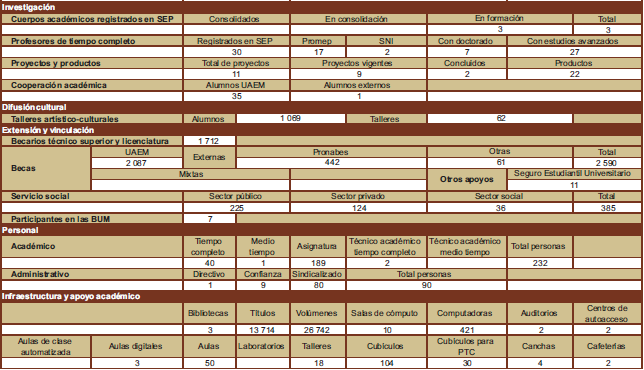 Investigación
Cuerpos académicos registrados en SEP Consolidados En consolidación En formación Total
3 3
Profesores de tiempo completo Registrados en SEP Promep SNI Con doctorado Con estudios avanzados
30 17 2 7 27
Proyectos y productos Total de proyectos Proyectos vigentes Concluidos Productos
11 9 2 22
Cooperación académica Alumnos UAEM Alumnos externos
35 1
Difusión cultural
Talleres artístico-culturales Alumnos 1 069 Talleres 62
Extensión y vinculación
Becarios técnico superior y licenciatura 1 712
Becas UAEM Externas Pronabes Otras Total
2 087 442 61 2 590
Mixtas Otros apoyos Seguro Estudiantil Universitario
11
Servicio social Sector público Sector privado Sector social Total
225 124 36 385
Participantes en las BUM 7
Personal
Académico Tiempo completo Medio tiempo Asignatura Técnico académico tiempo completo Técnico académico medio tiempo Total personas
40 1 189 2 232
Administrativo Directivo Confianza Sindicalizado Total personas
1 9 80 90
Infraestructura y apoyo académico
Bibliotecas Títulos Volúmenes Salas de cómputo Computadoras Auditorios Centros de autoacceso
3 13 714 26 742 10 421 2 2
Aulas de clase automatizada Aulas digitales Aulas Laboratorios Talleres Cubículos Cubículos para PTC Canchas Cafeterías
3 50 18 104 30 4 2